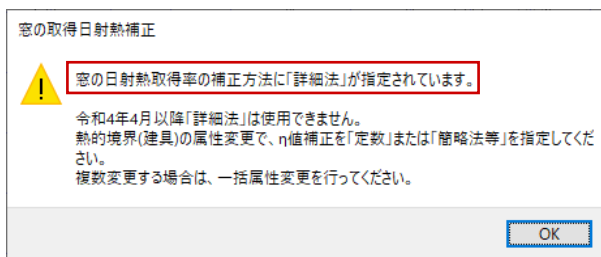 窓の取得日射熱補正
窓の日射熱取得率の補正方法に「詳細法」が指定されています。
令和4年4月以降「詳細法」は使用できません。
熱的境界(建具)の属性変更で、η値補正を「定数」または「簡略法等」を指定してくだ
さい。
複数変更する場合は、一括属性変更を行ってください。
OK